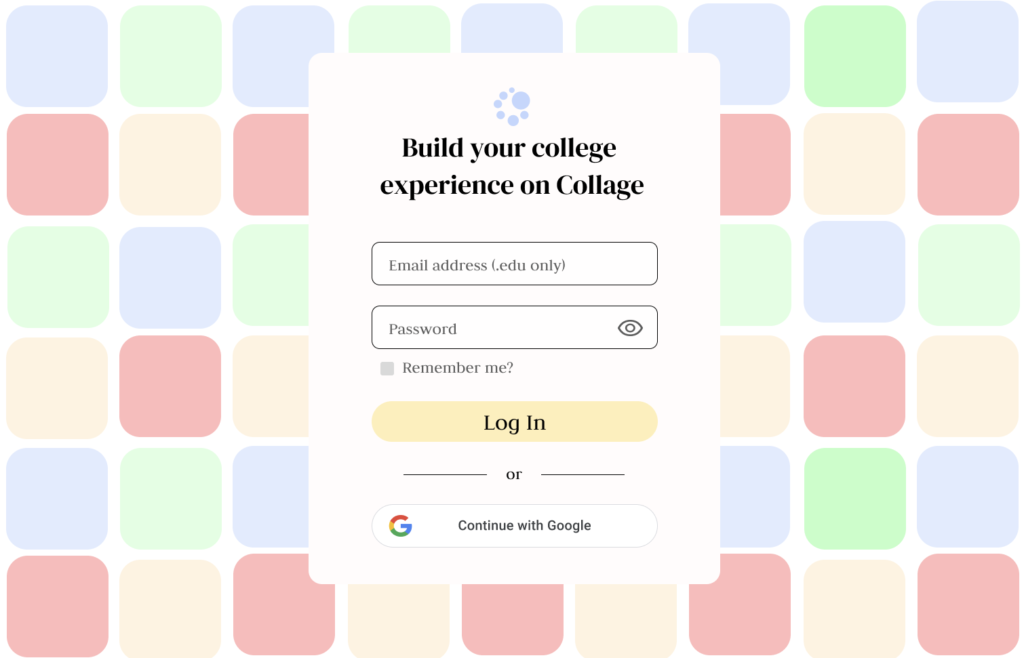 Build your college
experience on Collage
Email address (.edu only)
Password
Remember me?
Log In
or
Continue with Google